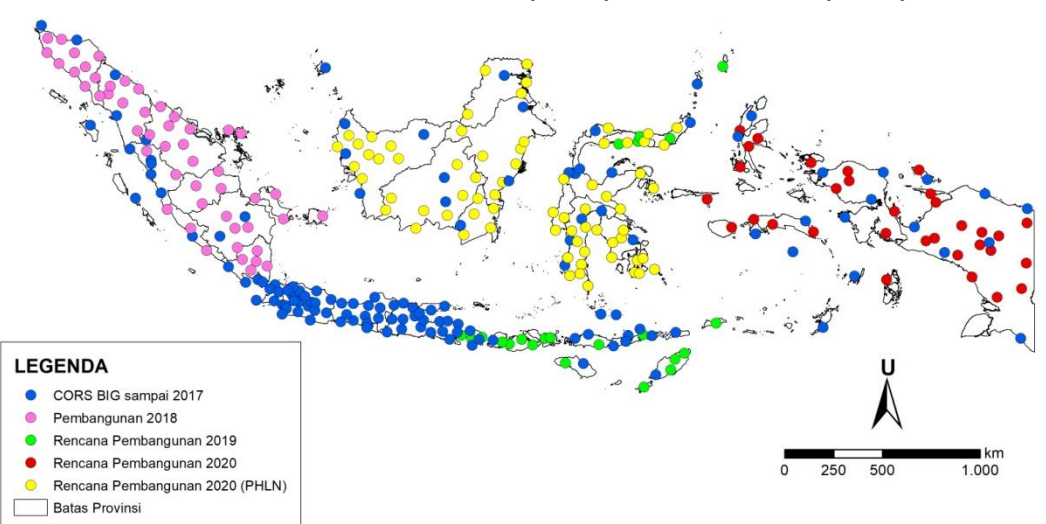 LEGENDA
CORS BIG sampai 2017
Pembangunan 2018
Rencana Pembangunan 2019
Rencana Pembangunan 2020
Rencana Pembangunan 2020 (PHLN)
Batas Provinsi
U
km
0 250 500 1.000